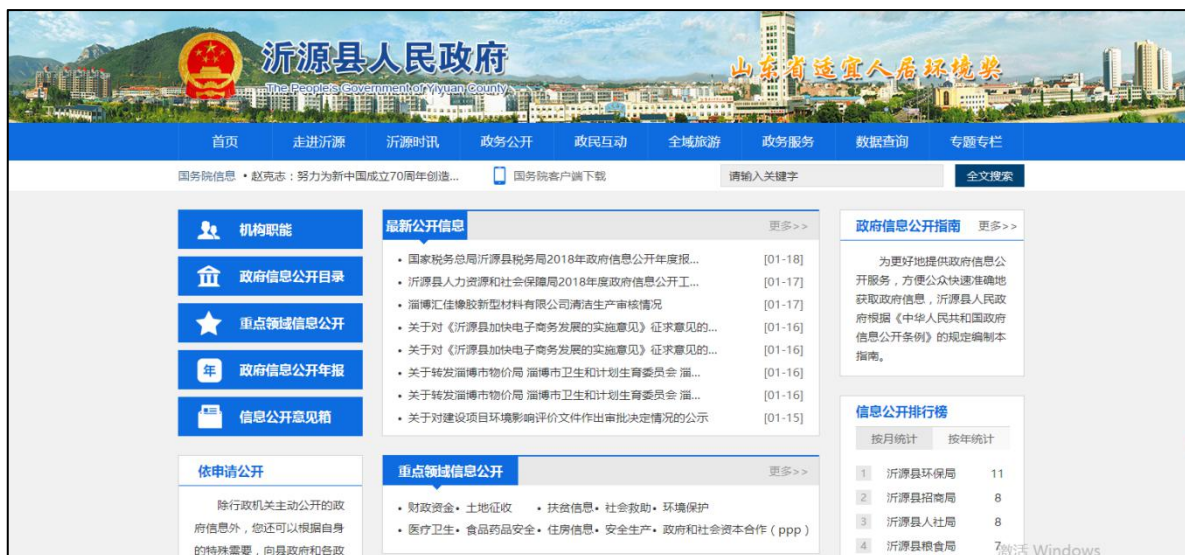 沂源县人民政府
The People's Government of Yiyuan County
山东省适宜人居环境奖
首页 走进沂源 沂源时讯 政务公开 政民互动 全域旅游 政务服务 数据查询 专题专栏
国务院信息 • 赵克志：努力为新中国成立70周年创造... 国务院客户端下载 请输入关键字 全文搜索
机构职能
政府信息公开目录
重点领域信息公开
年 政府信息公开年报
信息公开意见箱
依申请公开
除行政机关主动公开的政
府信息外，您还可以根据自身
的特殊需要，向县政府和各政
最新公开信息 更多>>
• 国家税务总局沂源县税务局2018年政府信息公开年度报... [01-18]
• 沂源县人力资源和社会保障局2018年度政府信息公开工... [01-17]
• 淄博汇佳橡胶新型材料有限公司清洁生产审核情况 [01-17]
• 关于对《沂源县加快电子商务发展的实施意见》征求意见的... [01-16]
• 关于对《沂源县加快电子商务发展的实施意见》征求意见的... [01-16]
• 关于转发淄博市物价局 淄博市卫生和计划生育委员会 淄... [01-16]
• 关于转发淄博市物价局 淄博市卫生和计划生育委员会 淄... [01-16]
• 关于对建设项目环境影响评价文件作出审批决定情况的公示 [01-15]
重点领域信息公开 更多>>
• 财政资金• 土地征收 • 扶贫信息• 社会救助• 环境保护
• 医疗卫生• 食品药品安全• 住房信息• 安全生产• 政府和社会资本合作（ppp）
政府信息公开指南 更多>>
为更好地提供政府信息公
开服务，方便公众快速准确地
获取政府信息，沂源县人民政
府根据《中华人民共和国政府
信息公开条例》的规定编制本
指南。
信息公开排行榜
按月统计 按年统计
1 沂源县环保局 11
2 沂源县招商局 8
3 沂源县人社局 8
4 沂源县粮食局 7
激活 Windows